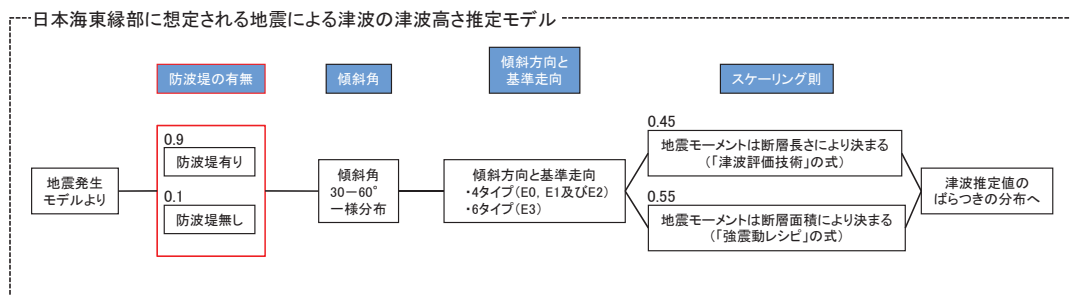 日本海東縁部に想定される地震による津波の津波高さ推定モデル
防波堤の有無
傾斜角
傾斜方向と
基準走向
スケーリング則
地震発生
モデルより
0.9
防波堤有り
0.1
防波堤無し
傾斜角
30－60°
一様分布
傾斜方向と基準走向
・4タイプ(E0, E1及びE2)
・6タイプ(E3)
0.45
地震モーメントは断層長さにより決まる
(「津波評価技術」の式)
0.55
地震モーメントは断層面積により決まる
(「強震動レシピ」の式)
津波推定値の
ばらつきの分布へ